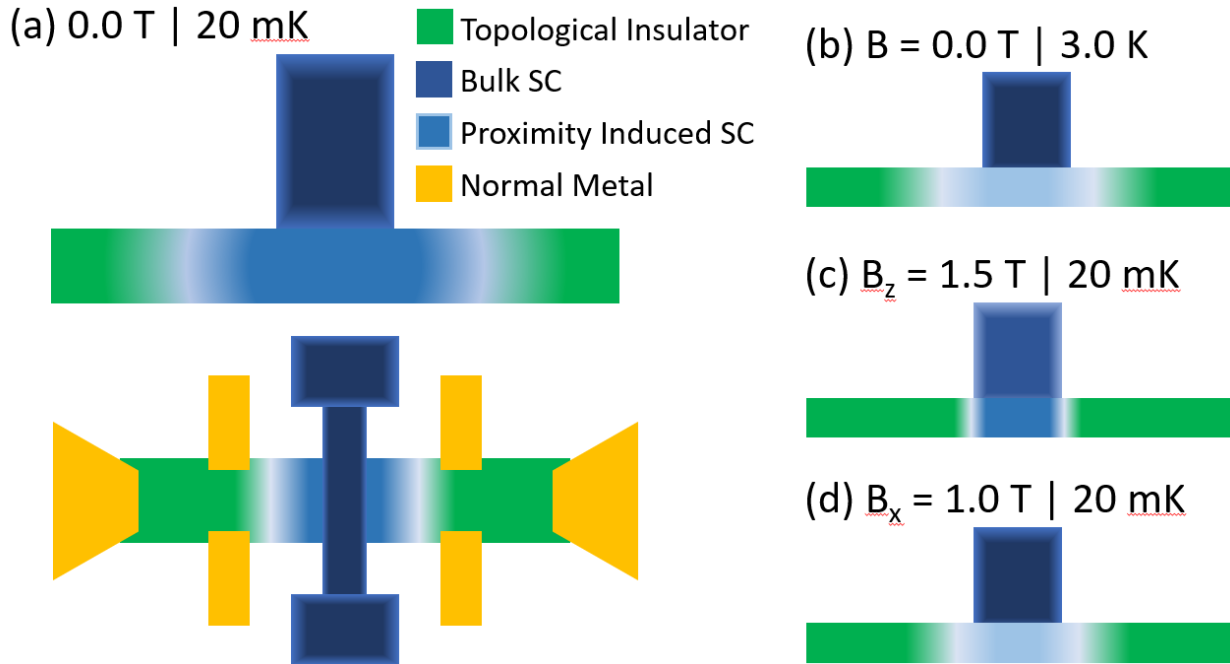 (a) 0.0 T | 20 mK
Topological Insulator
Bulk SC
Proximity Induced SC
Normal Metal
(b) B = 0.0 T | 3.0 K
(c) Bz = 1.5 T | 20 mK
(d) Bx = 1.0 T | 20 mK